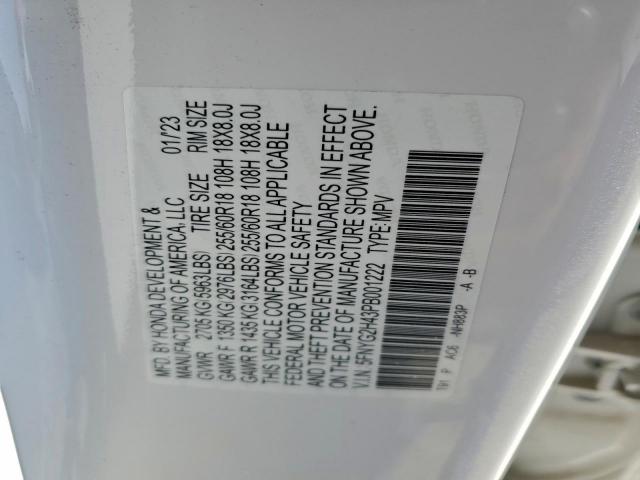 MFD. BY HONDA DEVELOPMENT &
MANUFACTURING OF AMERICA, LLC 01/23
GVWR 2705 KG 5963LBS TIRE SIZE RIM SIZE
GAWR F 1350 KG(2976LBS) 255/60R18 108H 18X8.0J
GAWR R 1435 KG(3164LBS) 255/60R18 108H 18X8.0J
THIS VEHICLE CONFORMS TO ALL APPLICABLE
FEDERAL MOTOR VEHICLE SAFETY
AND THEFT PREVENTION STANDARDS IN EFFECT
ON THE DATE OF MANUFACTURE SHOWN ABOVE.
V.I.N. 5FNYG2H43PB001222 TYPE:MPV
T91 P AC6 -NH883P -A -B